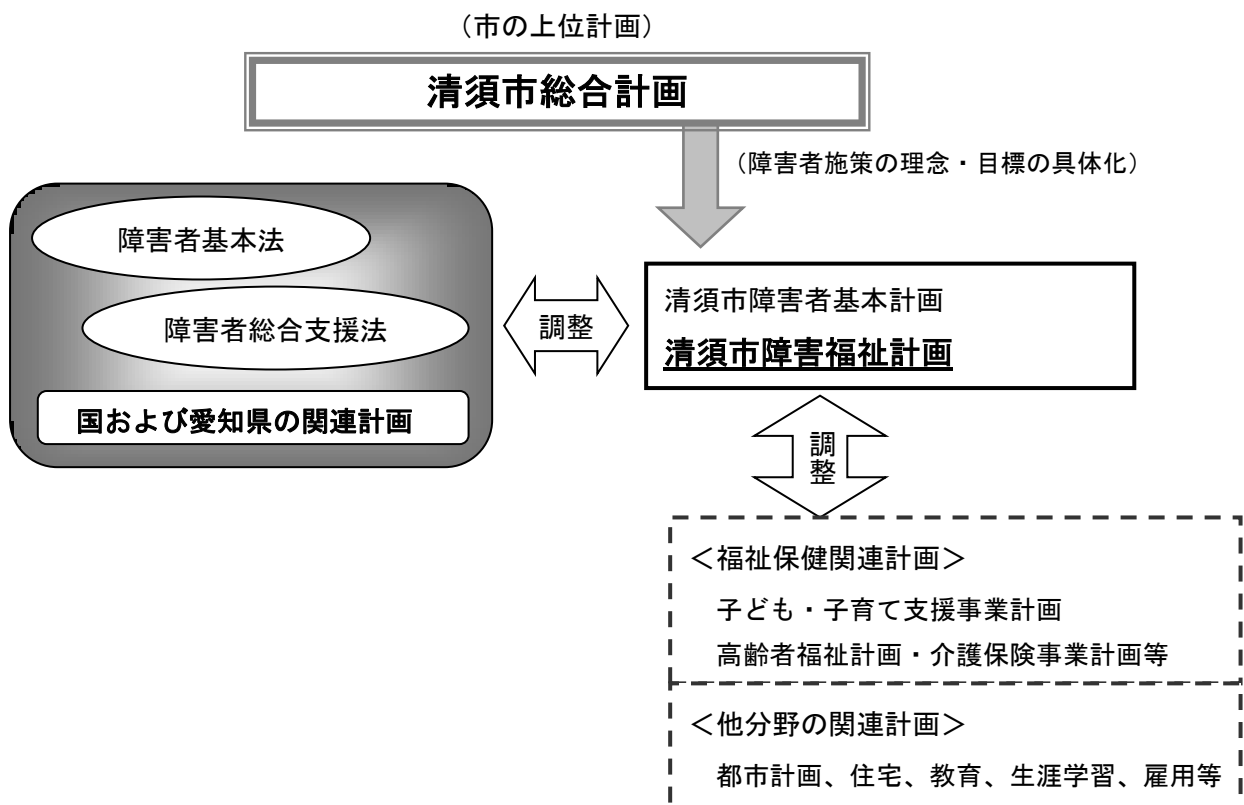 （市の上位計画）
清須市総合計画
（障害者施策の理念・目標の具体化）
障害者基本法
障害者総合支援法
国および愛知県の関連計画
調整
清須市障害者基本計画
清須市障害福祉計画
調整
＜福祉保健関連計画＞
子ども・子育て支援事業計画
高齢者福祉計画・介護保険事業計画等
＜他分野の関連計画＞
都市計画、住宅、教育、生涯学習、雇用等